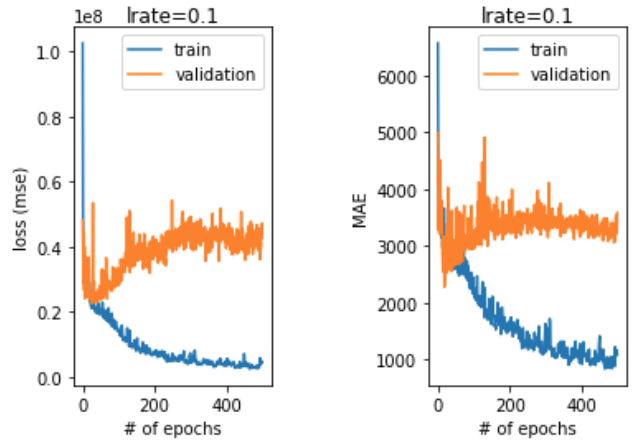 1e8 lrate=0.1
train
validation
loss (mse)
1.0
0.8
0.6
0.4
0.2
0.0
0 200 400
# of epochs
lrate=0.1
train
validation
MAE
6000
5000
4000
3000
2000
1000
0 200 400
# of epochs